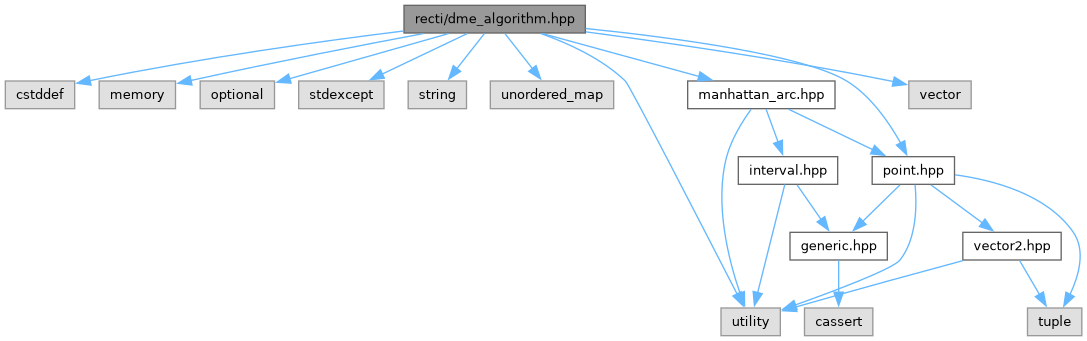 recti/dme_algorithm.hpp
cstddef
memory
optional
stdexcept
string
unordered_map
manhattan_arc.hpp
vector
interval.hpp
point.hpp
generic.hpp
vector2.hpp
utility
cassert
tuple